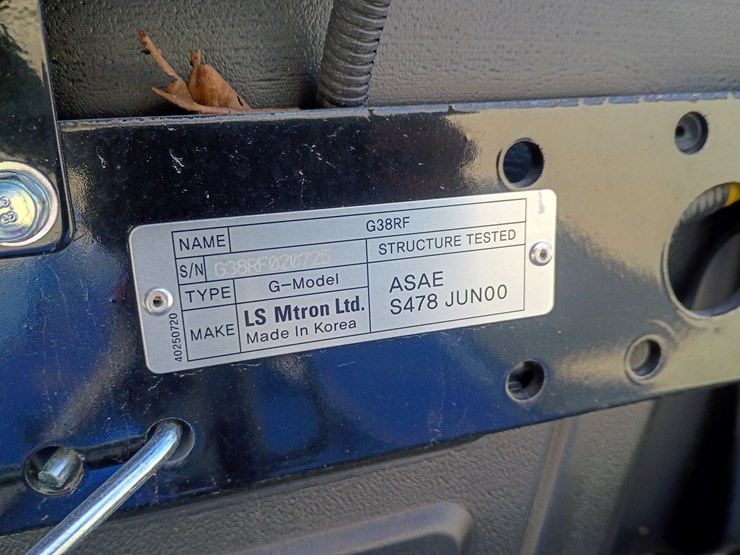 NAME G38RF
S/N G38RF020725 STRUCTURE TESTED
TYPE G-Model ASAE
S478 JUN00
MAKE LS Mtron Ltd.
Made In Korea
40250720